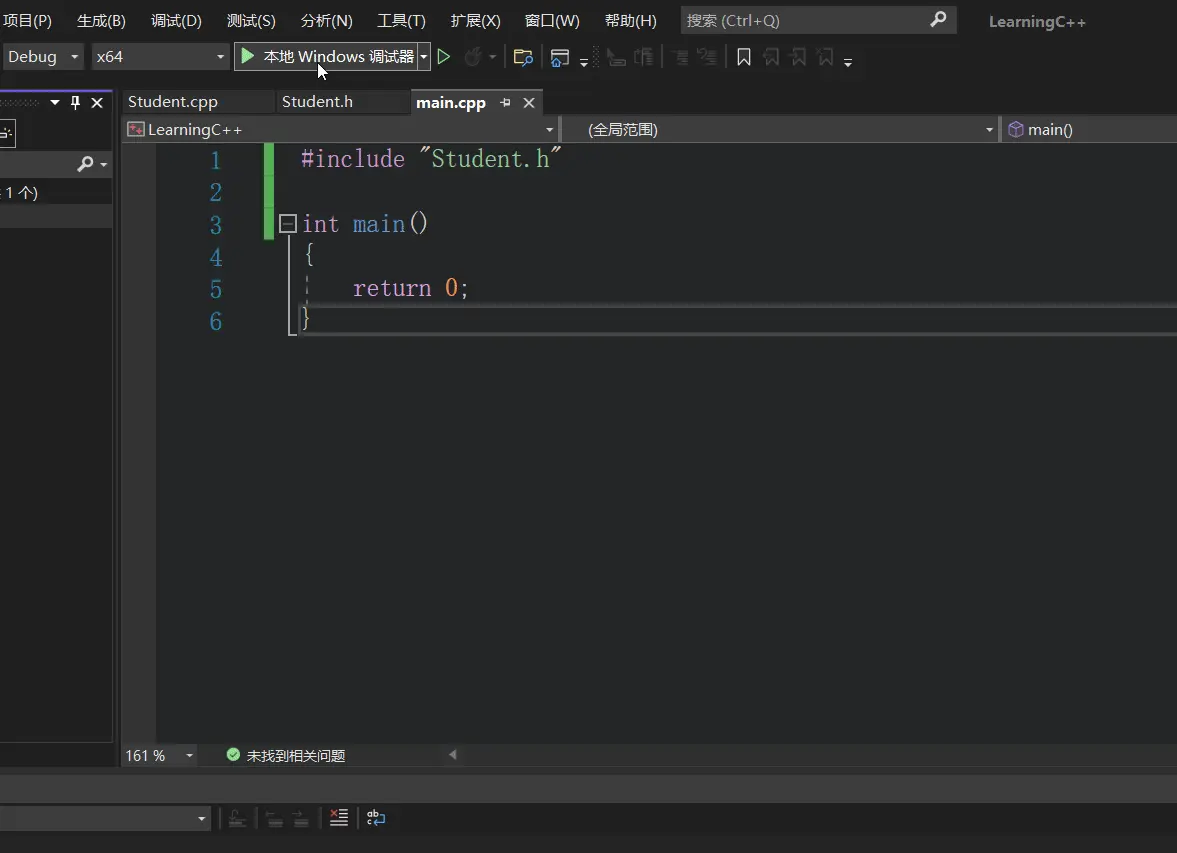 项目(P) 生成(B) 调试(D) 测试(S) 分析(N) 工具(T) 扩展(X) 窗口(W) 帮助(H) 搜索 (Ctrl+Q) LearningC++
Debug x64 本地 Windows 调试器
Student.cpp Student.h main.cpp
LearningC++ (全局范围) main()
1 #include "Student.h"
1 个)
2
3 int main()
4 {
5 return 0;
6 }
161 % 未找到相关问题